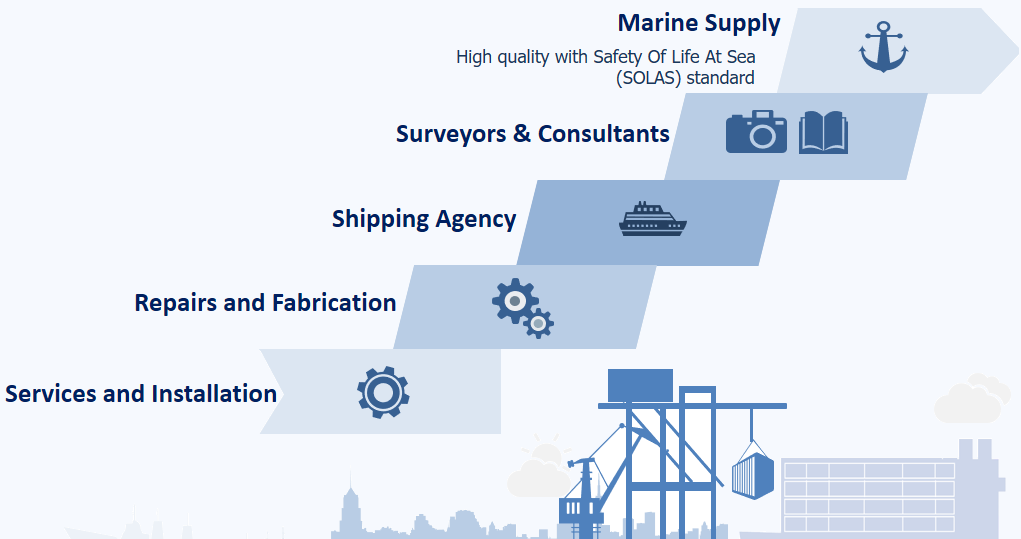 Marine Supply
High quality with Safety Of Life At Sea
(SOLAS) standard
Surveyors & Consultants
Shipping Agency
Repairs and Fabrication
Services and Installation